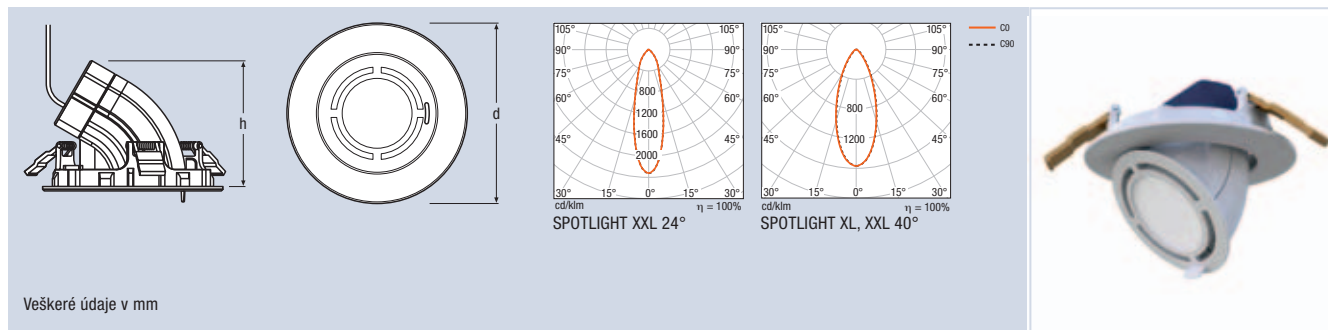 h
d
105° 105°
90° 90°
75° 75°
60° 60°
45° 45°
30° 15° 0° 15° 30°
800
1200
1600
2000
cd/klm η = 100%
SPOTLIGHT XXL 24°
105° 105°
90° 90°
75° 75°
60° 60°
45° 45°
30° 15° 0° 15° 30°
800
1200
cd/klm η = 100%
SPOTLIGHT XL, XXL 40°
C0
C90
Veškeré údaje v mm